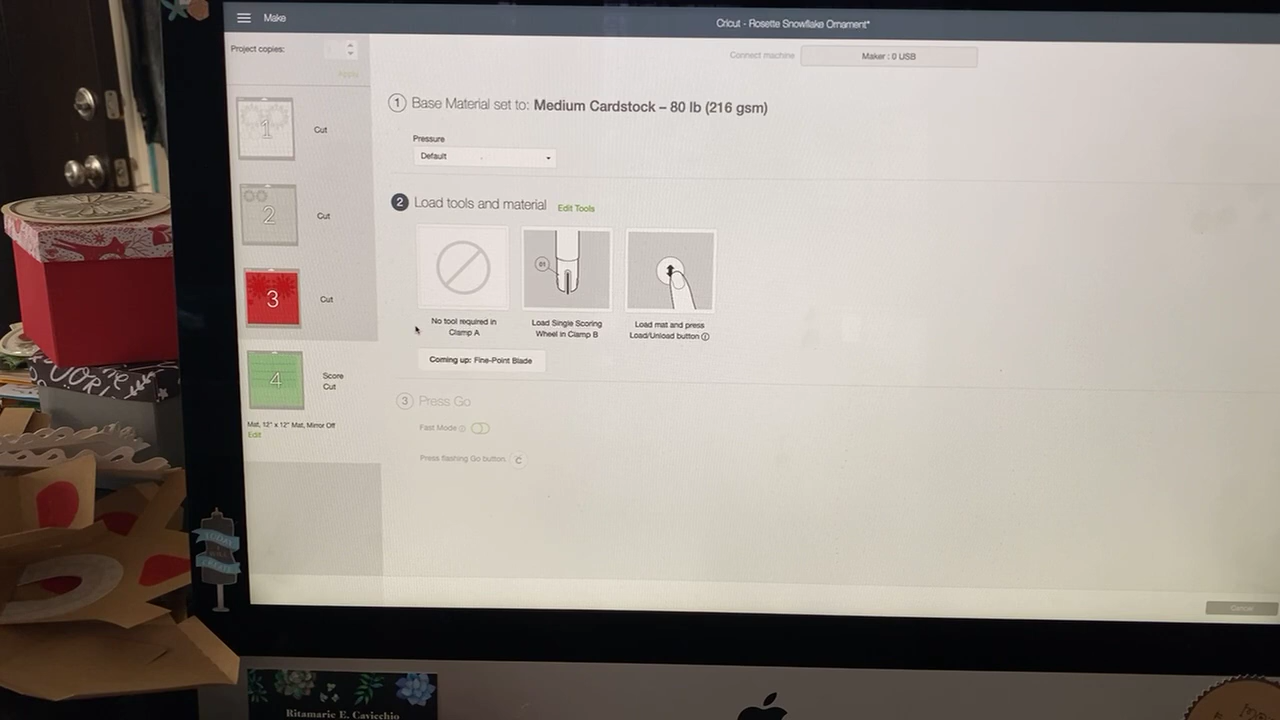 Make
Cricut - Rosette Snowflake Ornament*
Project copies:
Apply
Connect machine
Maker : 0 USB
1 Base Material set to: Medium Cardstock – 80 lb (216 gsm)
Pressure
Default
2 Load tools and material Edit Tools
01
No tool required in
Clamp A
Load Single Scoring
Wheel in Clamp B
Load mat and press
Load/Unload button
Coming up: Fine-Point Blade
3 Press Go
Fast Mode
Press flashing Go button.
Cancel
1
Cut
2
Cut
3
Cut
4
Score
Cut
Mat, 12" x 12" Mat, Mirror Off
Edit
TODAY
Ritamarie E. Cavicchio